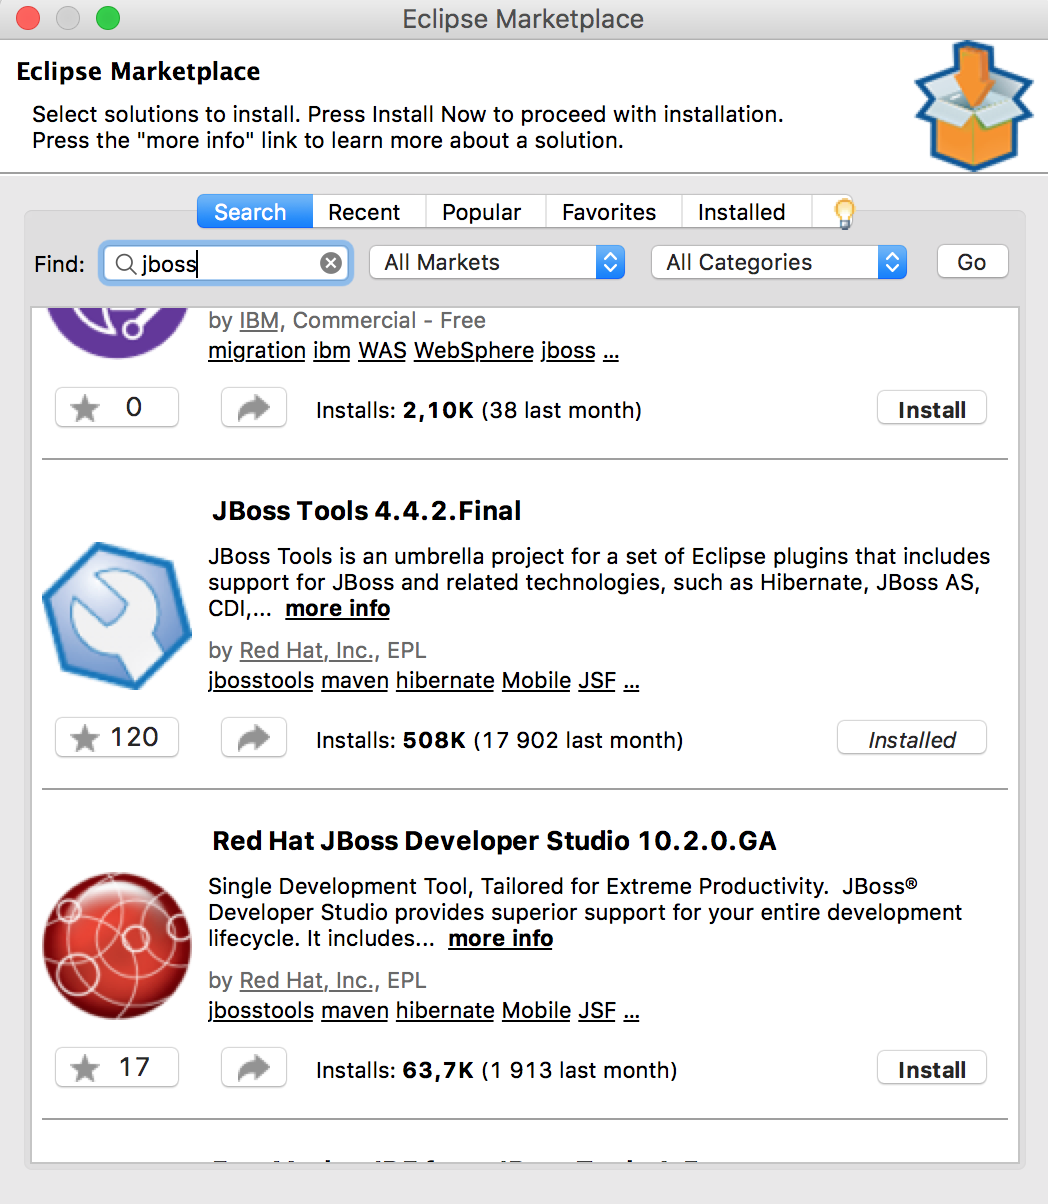 Eclipse Marketplace
Eclipse Marketplace
Select solutions to install. Press Install Now to proceed with installation.
Press the "more info" link to learn more about a solution.
Search Recent Popular Favorites Installed
Find: jboss All Markets All Categories Go
by IBM, Commercial - Free
migration ibm WAS WebSphere jboss ...
0 Installs: 2,10K (38 last month) Install
JBoss Tools 4.4.2.Final
JBoss Tools is an umbrella project for a set of Eclipse plugins that includes
support for JBoss and related technologies, such as Hibernate, JBoss AS,
CDI,... more info
by Red Hat, Inc., EPL
jbosstools maven hibernate Mobile JSF ...
120 Installs: 508K (17 902 last month) Installed
Red Hat JBoss Developer Studio 10.2.0.GA
Single Development Tool, Tailored for Extreme Productivity. JBoss®
Developer Studio provides superior support for your entire development
lifecycle. It includes... more info
by Red Hat, Inc., EPL
jbosstools maven hibernate Mobile JSF ...
17 Installs: 63,7K (1 913 last month) Install